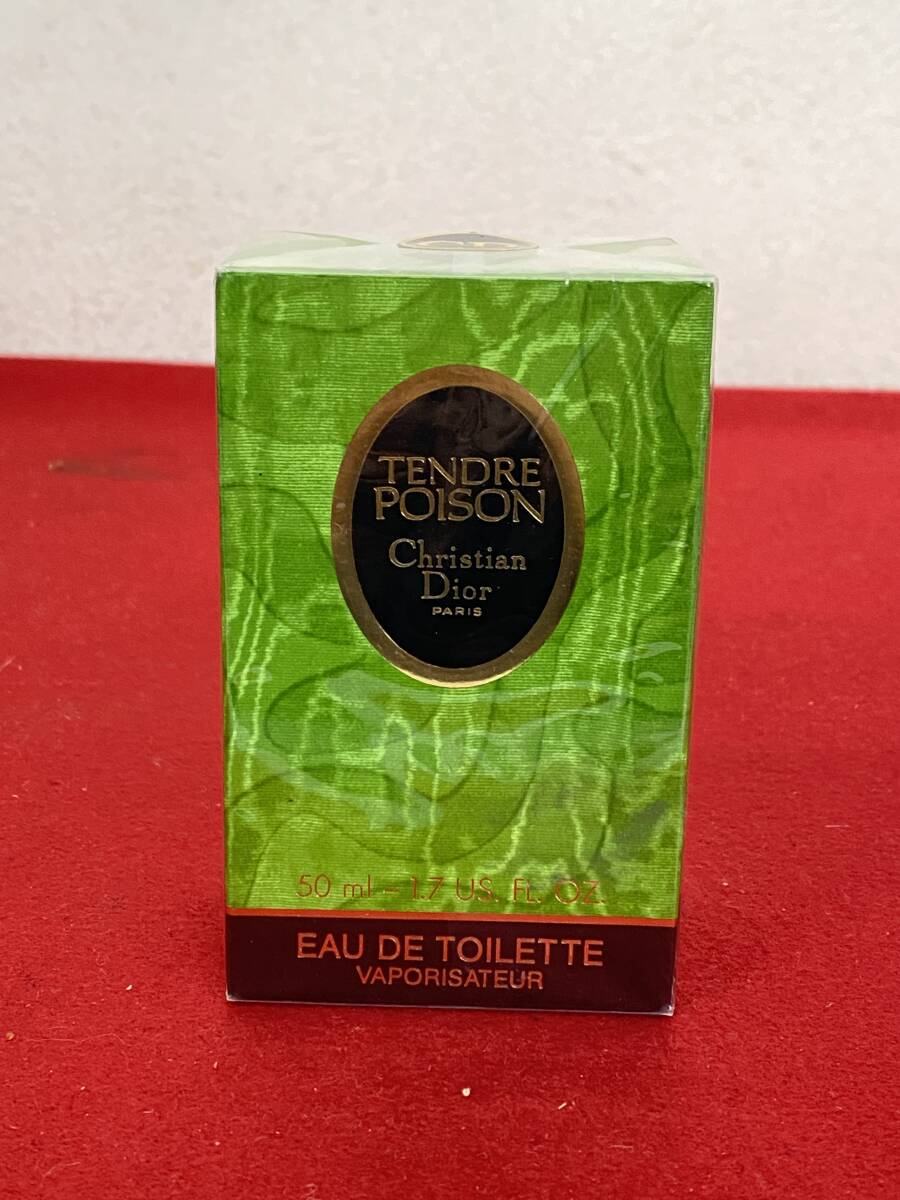 TENDRE
POISON
Christian
Dior
PARIS
50 ml - 1.7 US. FL. OZ.
EAU DE TOILETTE
VAPORISATEUR